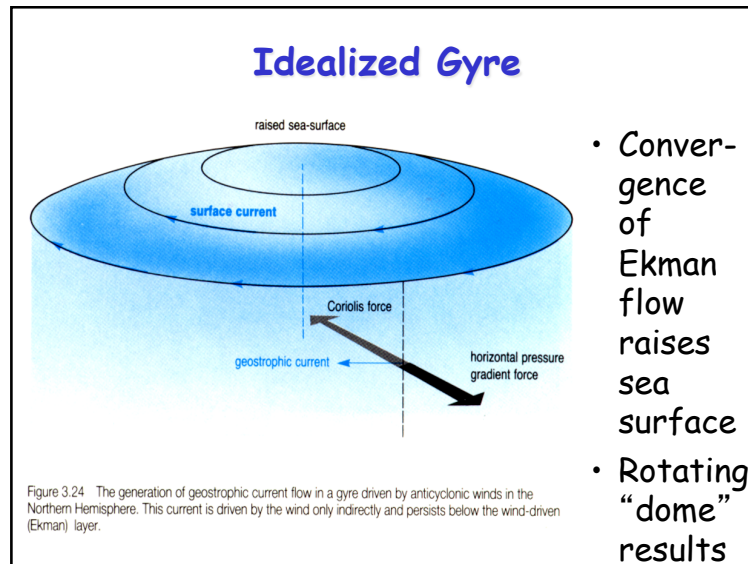 Idealized Gyre
raised sea-surface
surface current
Coriolis force
geostrophic current
horizontal pressure
gradient force
Figure 3.24 The generation of geostrophic current flow in a gyre driven by anticyclonic winds in the
Northern Hemisphere. This current is driven by the wind only indirectly and persists below the wind-driven
(Ekman) layer.
• Conver-
gence
of
Ekman
flow
raises
sea
surface
• Rotating
“dome”
results